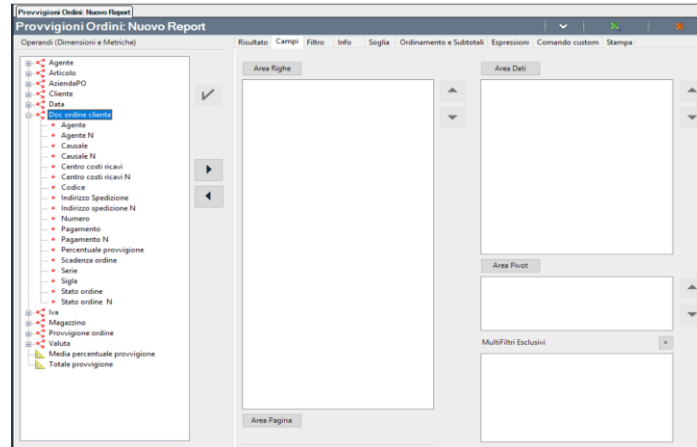 Provvigioni Ordini: Nuovo Report
Provvigioni Ordini: Nuovo Report
Operandi (Dimensioni e Metriche)
Risultato Campi Filtro Info Soglia Ordinamento e Subtotali Espressioni Comando custom Stampa
Agente
Articolo
AziendaPO
Cliente
Data
Doc ordine cliente
Agente
Agente N
Causale
Causale N
Centro costi ricavi
Centro costi ricavi N
Codice
Indirizzo Spedizione
Indirizzo spedizione N
Numero
Pagamento
Pagamento N
Percentuale provvigione
Scadenza ordine
Serie
Sigla
Stato ordine
Stato ordine N
Iva
Magazzino
Provvigione ordine
Valuta
Media percentuale provvigione
Totale provvigione
Area Righe
Area Pagina
Area Dati
Area Pivot
MultiFiltri Esclusivi >